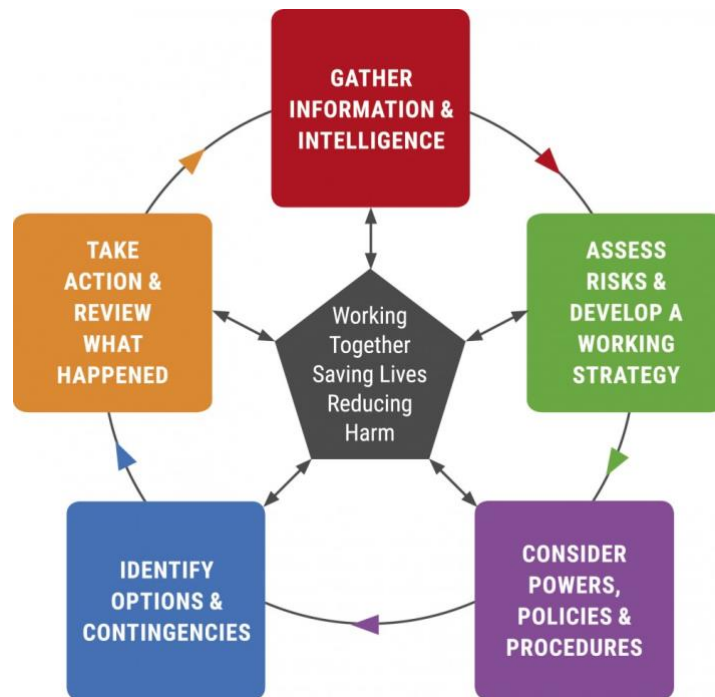 GATHER
INFORMATION &
INTELLIGENCE
ASSESS
RISKS &
DEVELOP A
WORKING
STRATEGY
CONSIDER
POWERS,
POLICIES &
PROCEDURES
IDENTIFY
OPTIONS &
CONTINGENCIES
TAKE
ACTION &
REVIEW
WHAT
HAPPENED
Working
Together
Saving Lives
Reducing
Harm